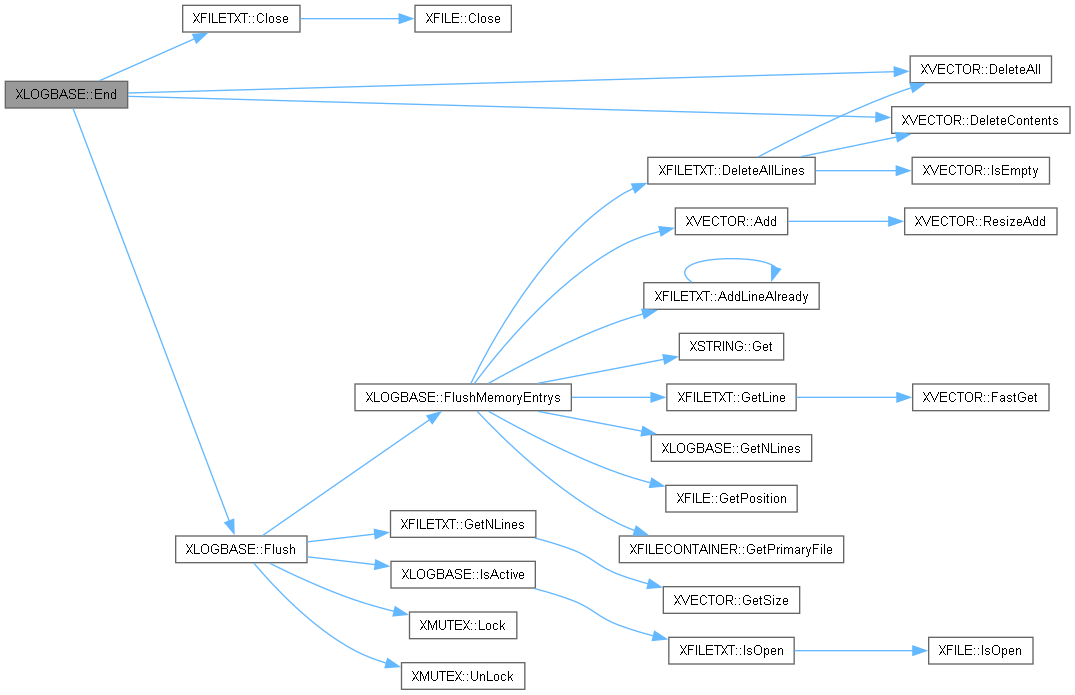 XFILETXT::Close
XFILE::Close
XVECTOR::DeleteAll
XLOGBASE::End
XVECTOR::DeleteContents
XFILETXT::DeleteAllLines
XVECTOR::IsEmpty
XVECTOR::Add
XVECTOR::ResizeAdd
XFILETXT::AddLineAlready
XSTRING::Get
XLOGBASE::FlushMemoryEntrys
XFILETXT::GetLine
XVECTOR::FastGet
XLOGBASE::GetNLines
XFILE::GetPosition
XFILETXT::GetNLines
XLOGBASE::Flush
XFILECONTAINER::GetPrimaryFile
XLOGBASE::IsActive
XVECTOR::GetSize
XMUTEX::Lock
XFILETXT::IsOpen
XFILE::IsOpen
XMUTEX::UnLock